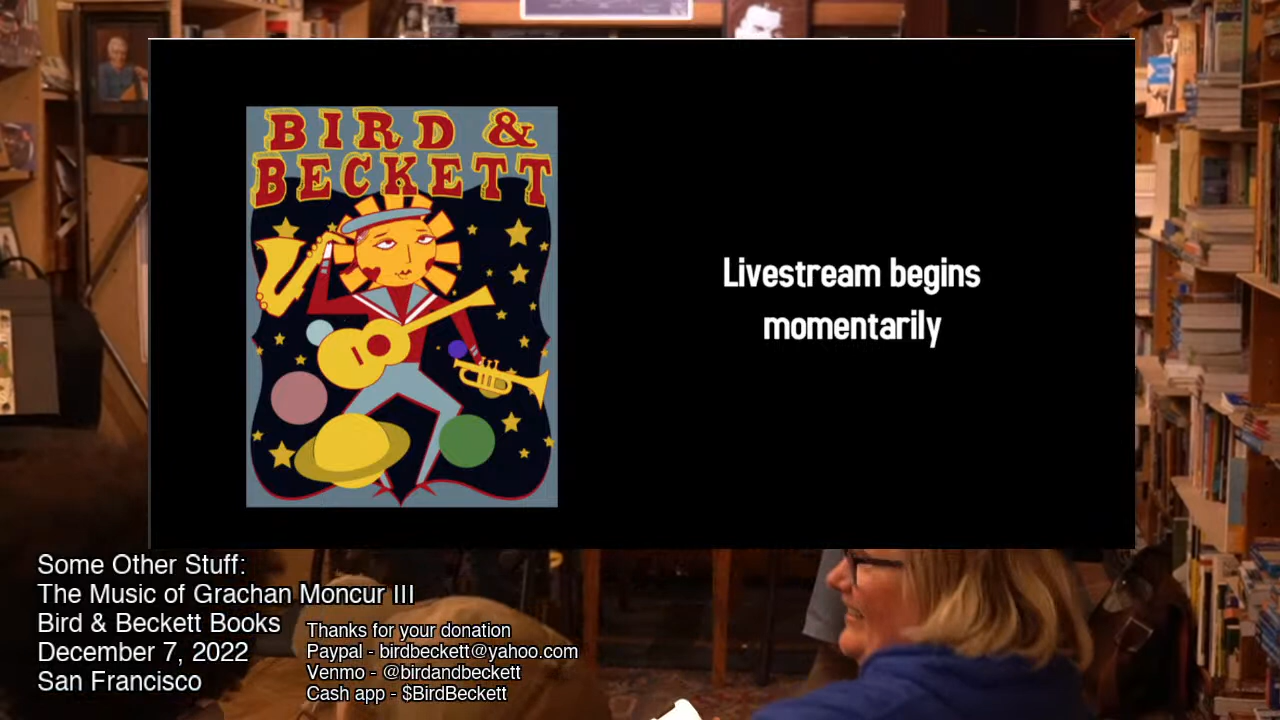 BIRD &
BECKETT
Livestream begins
momentarily
Some Other Stuff:
The Music of Grachan Moncur III
Bird & Beckett Books
December 7, 2022
San Francisco
Thanks for your donation
Paypal - birdbeckett@yahoo.com
Venmo - @birdandbeckett
Cash app - $BirdBeckett